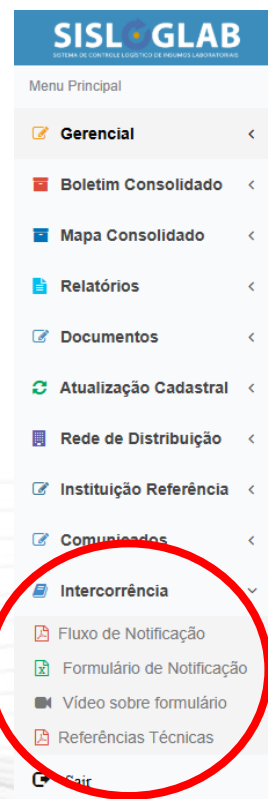 SISLOGLAB
SISTEMA DE CONTROLE LOGÍSTICO DE INSUMOS LABORATORIAIS
Menu Principal
Gerencial
Boletim Consolidado
Mapa Consolidado
Relatórios
Documentos
Atualização Cadastral
Rede de Distribuição
Instituição Referência
Comunicados
Intercorrência
Fluxo de Notificação
Formulário de Notificação
Vídeo sobre formulário
Referências Técnicas
Sair